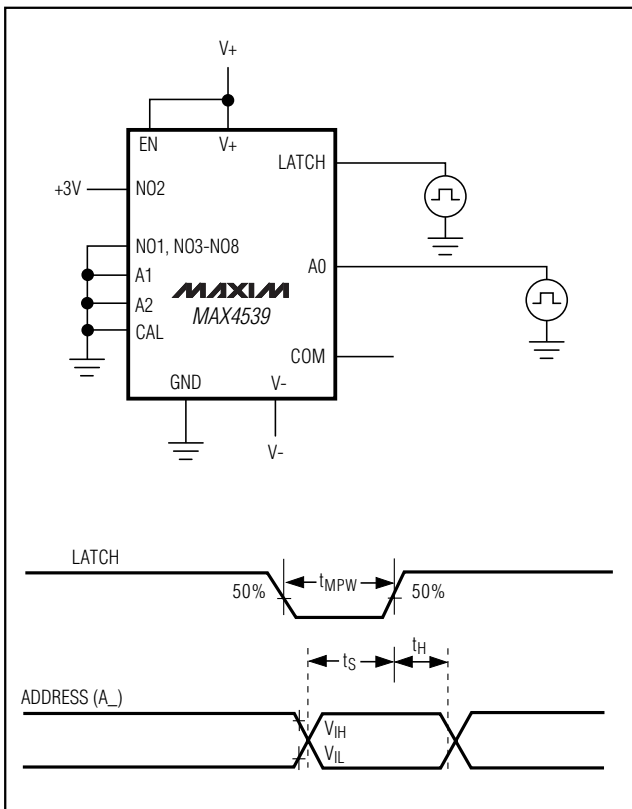 V+
EN
V+
LATCH
+3V
NO2
NO1, NO3-NO8
A0
A1
MAXIM
A2
MAX4539
CAL
COM
GND
V-
V-
LATCH
50%
tMPW
50%
tS
tH
ADDRESS (A_)
VIH
VIL